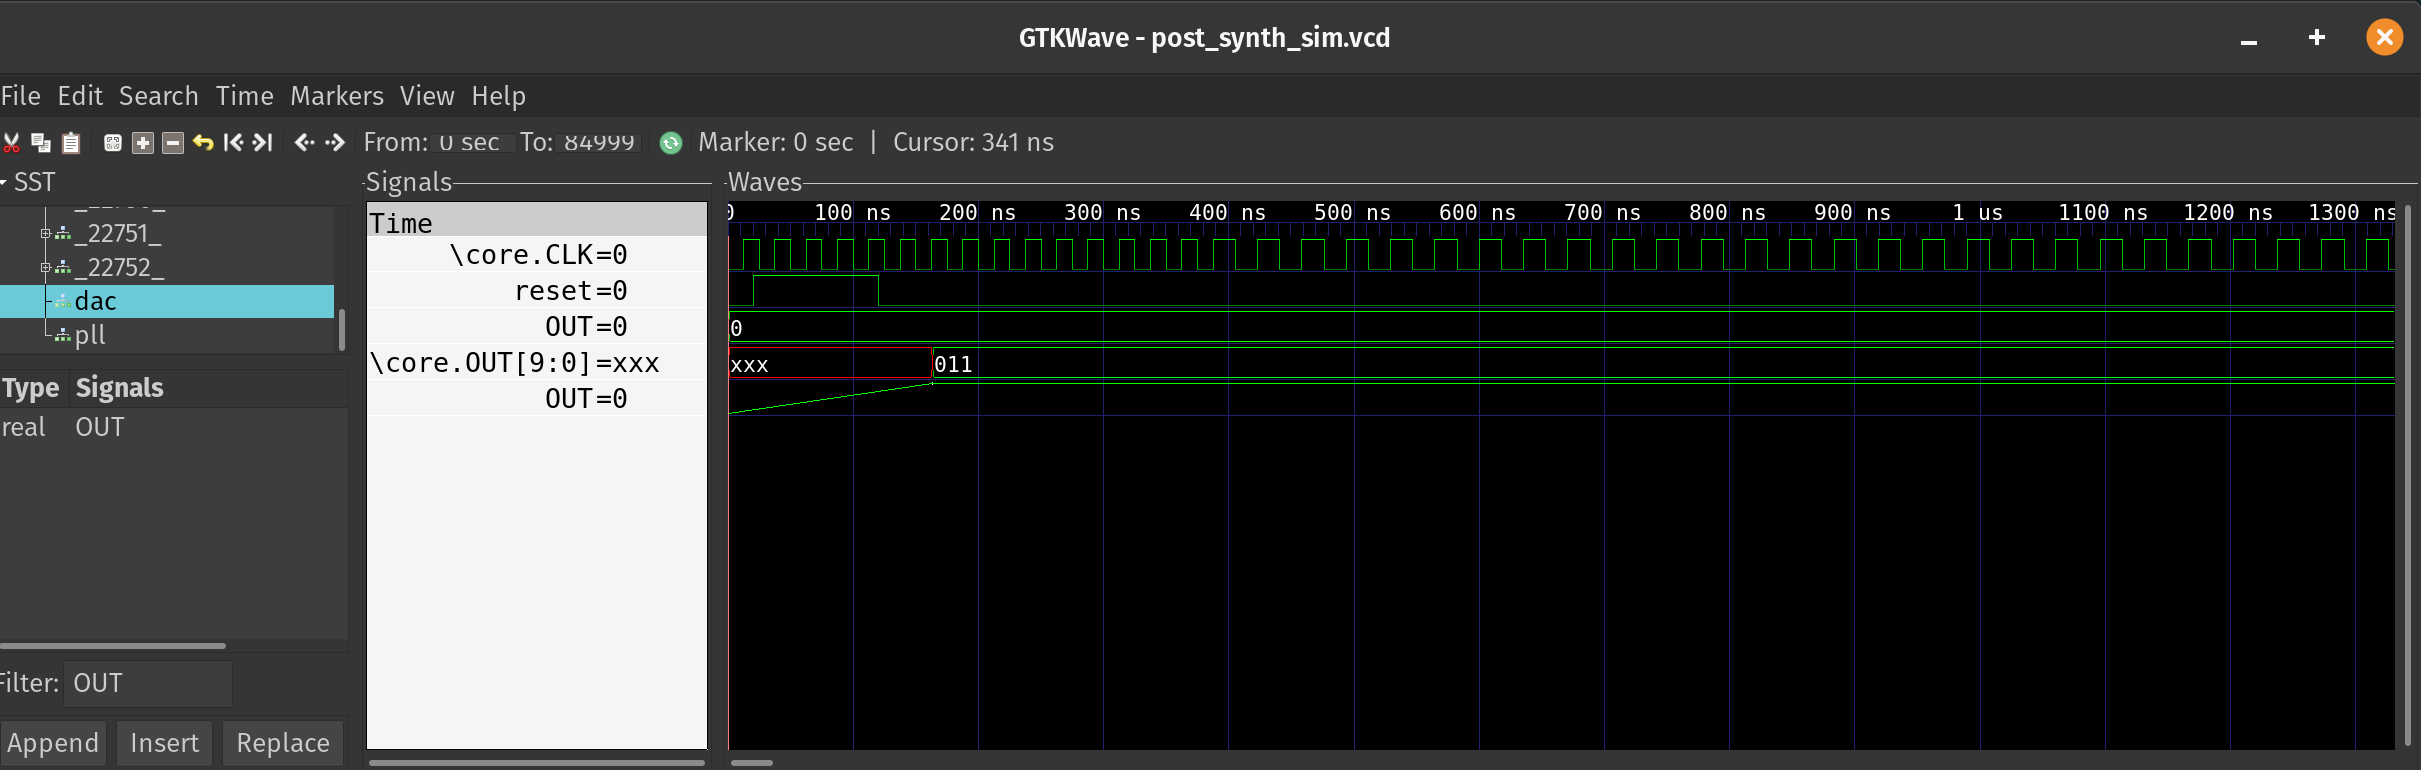 GTKWave - post_synth_sim.vcd
File Edit Search Time Markers View Help
From: 0 sec To: 84999 Marker: 0 sec | Cursor: 341 ns
SST
_22751_
_22752_
dac
pll
Type Signals
real OUT
Filter: OUT
Append Insert Replace
Signals
Time
\core.CLK=0
reset=0
OUT=0
\core.OUT[9:0]=xxx
OUT=0
Waves
0 100 ns 200 ns 300 ns 400 ns 500 ns 600 ns 700 ns 800 ns 900 ns 1 us 1100 ns 1200 ns 1300 ns
0
xxx 011